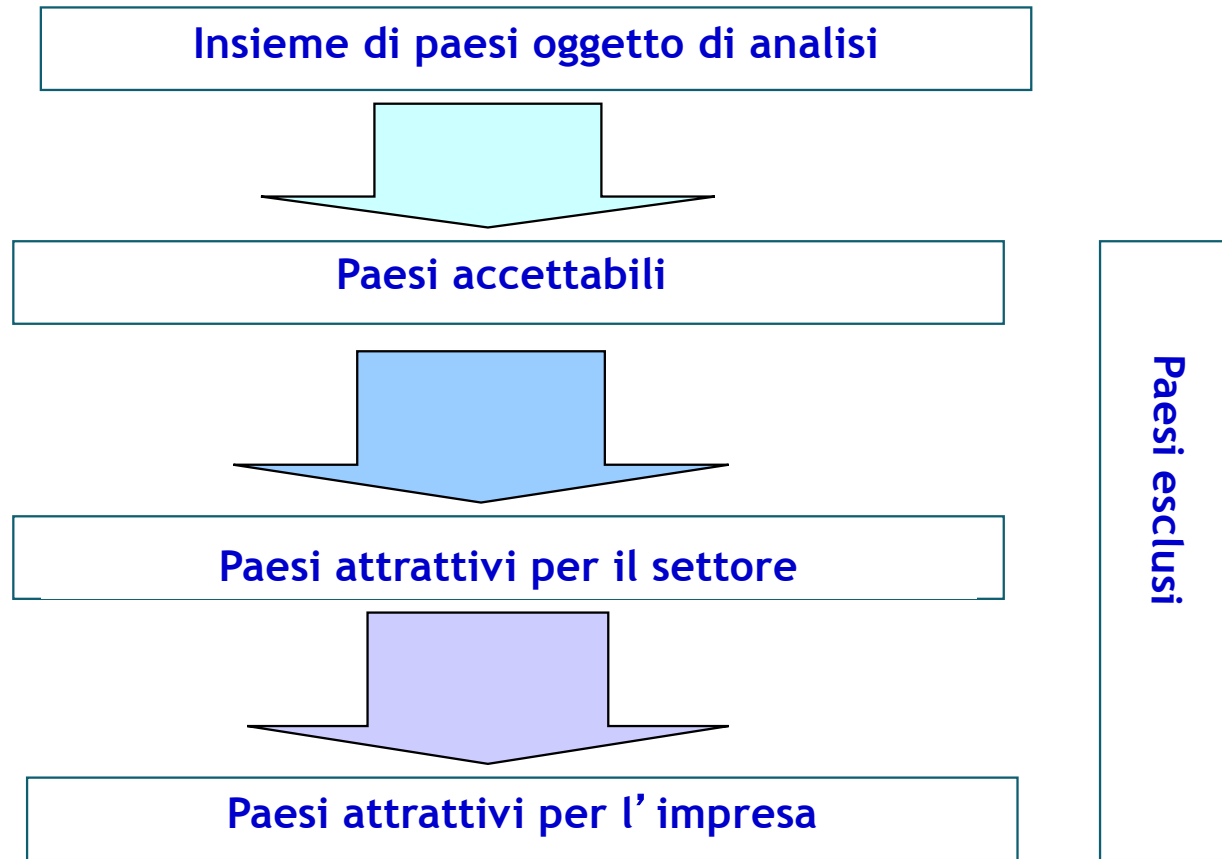 Insieme di paesi oggetto di analisi
Paesi accettabili
Paesi attrattivi per il settore
Paesi attrattivi per l’ impresa
Paesi esclusi